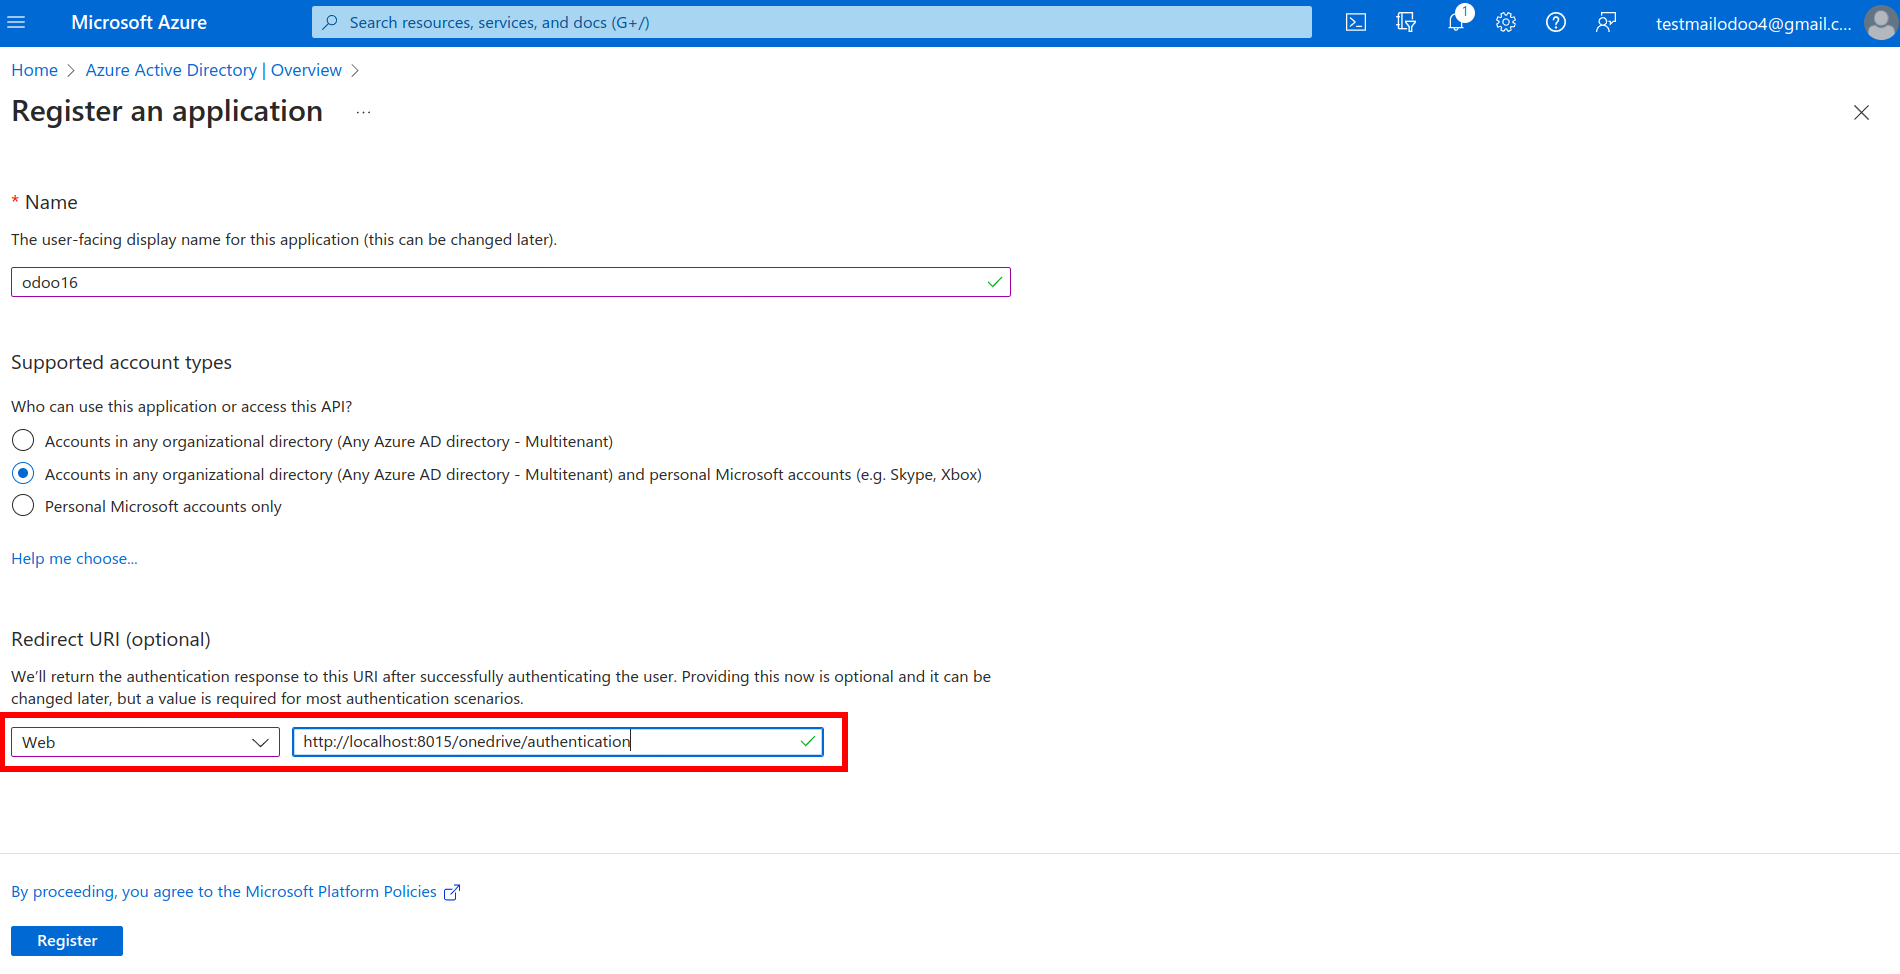 Microsoft Azure
Search resources, services, and docs (G+/)
1
testmailodoo4@gmail.c...
Home > Azure Active Directory | Overview >
Register an application ...
* Name
The user-facing display name for this application (this can be changed later).
odoo16
Supported account types
Who can use this application or access this API?
Accounts in any organizational directory (Any Azure AD directory - Multitenant)
Accounts in any organizational directory (Any Azure AD directory - Multitenant) and personal Microsoft accounts (e.g. Skype, Xbox)
Personal Microsoft accounts only
Help me choose...
Redirect URI (optional)
We'll return the authentication response to this URI after successfully authenticating the user. Providing this now is optional and it can be
changed later, but a value is required for most authentication scenarios.
Web
http://localhost:8015/onedrive/authentication
By proceeding, you agree to the Microsoft Platform Policies
Register